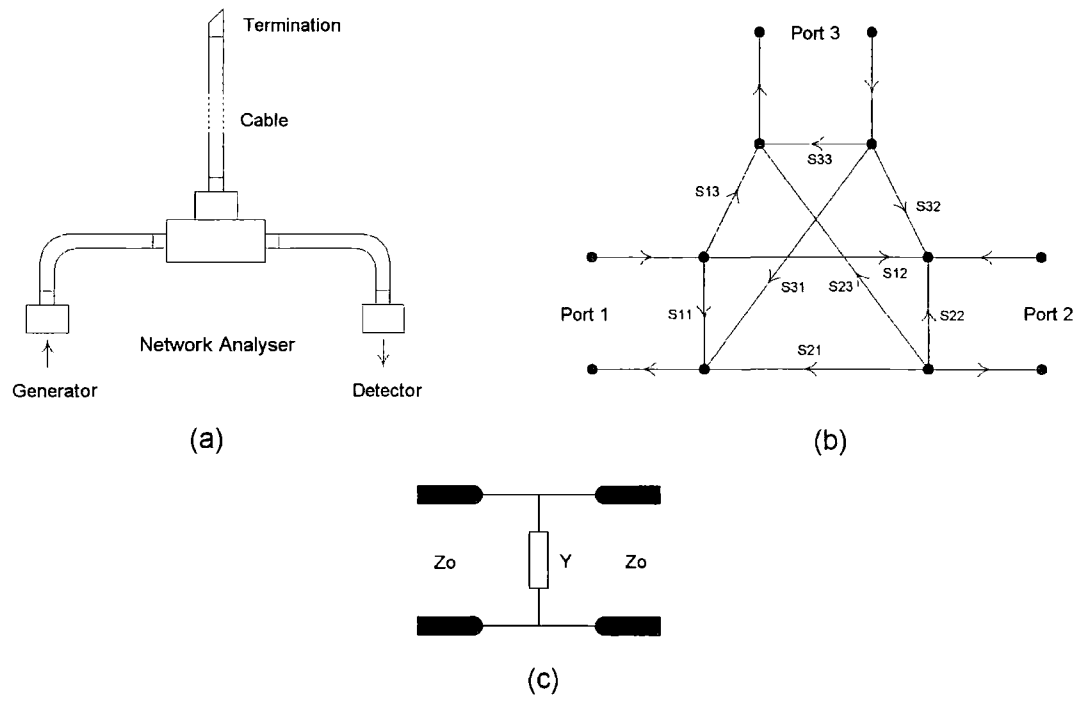 Termination
Cable
Network Analyser
Generator
Detector
(a)
Port 3
S33
S13
S32
S12
S31
S23
Port 1
S11
S22
Port 2
S21
(b)
Zo
Y
Zo
(c)